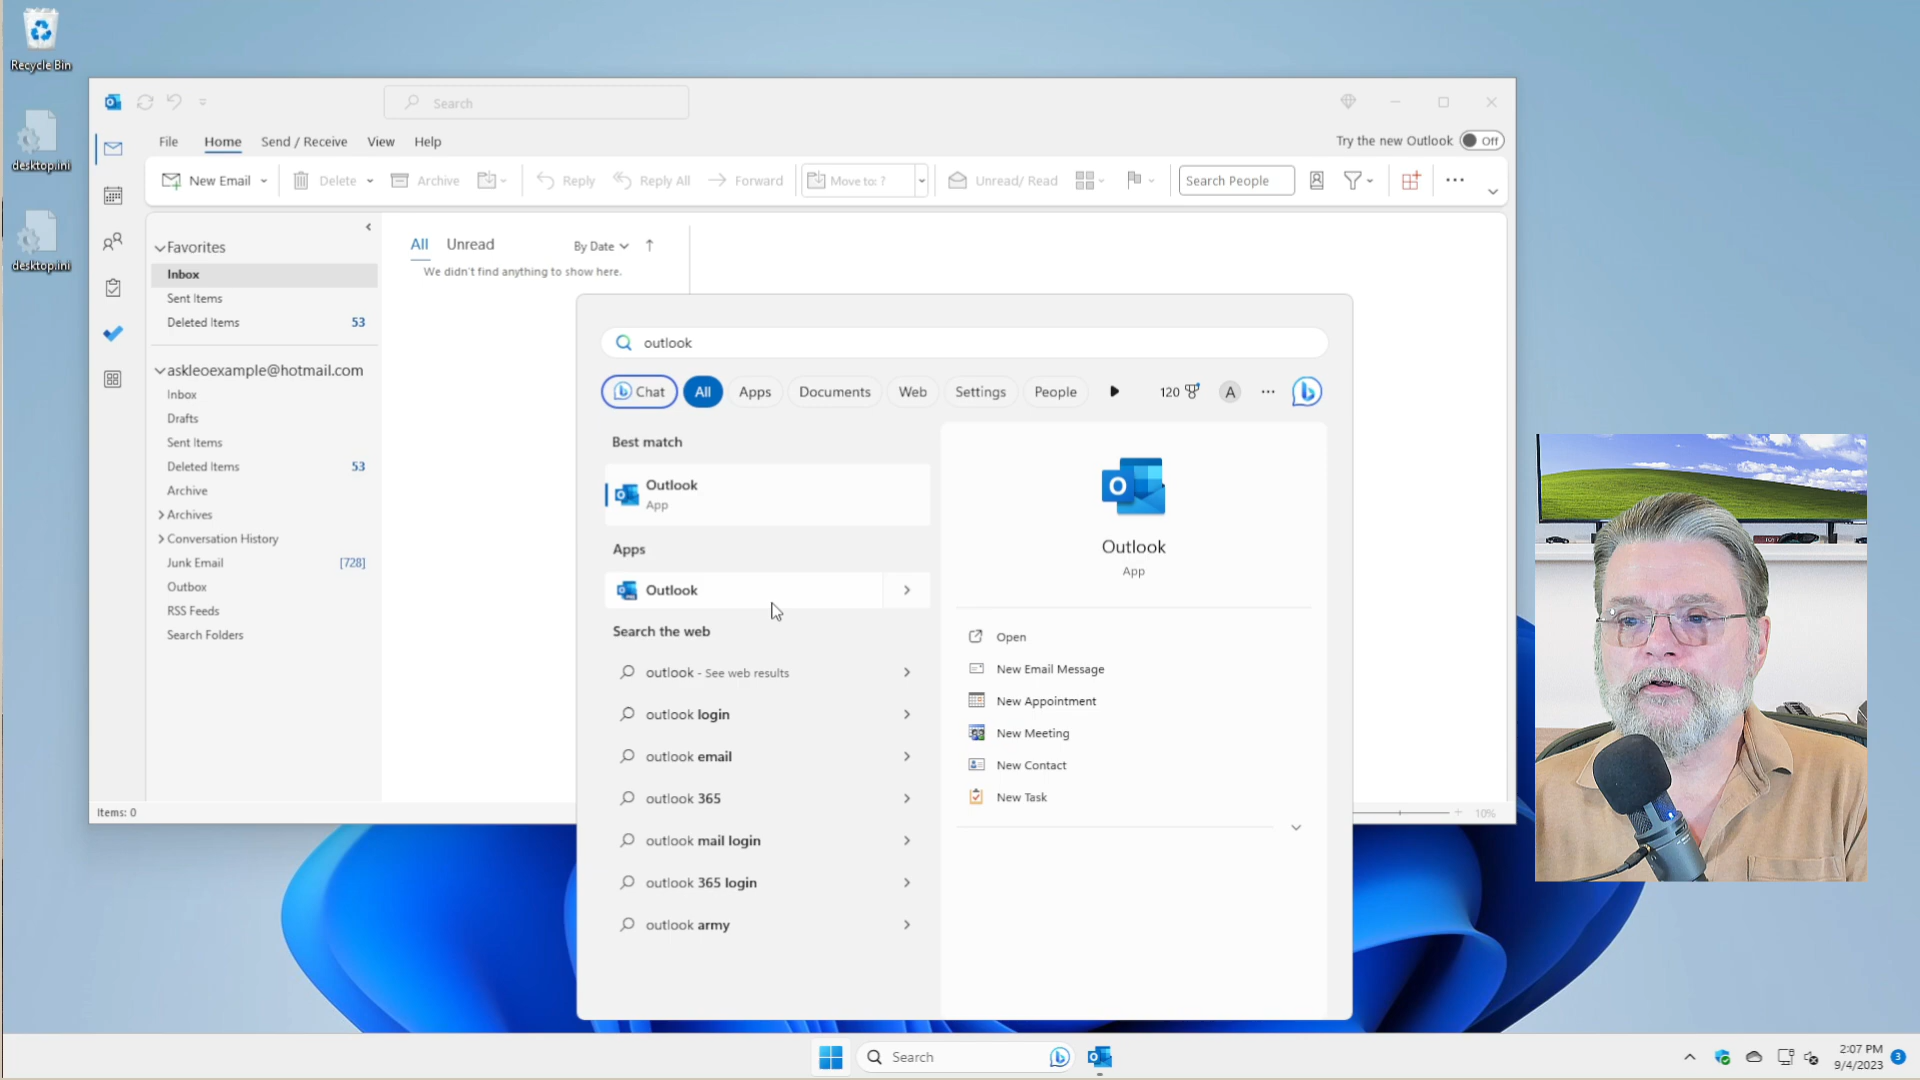 Recycle Bin
desktop.ini
desktop.ini
Search
File Home Send / Receive View Help
Try the new Outlook Off
New Email Delete Archive Reply Reply All Forward Move to: ? Unread/ Read Search People
Favorites
Inbox
Sent Items
Deleted Items 53
askleoexample@hotmail.com
Inbox
Drafts
Sent Items
Deleted Items 53
Archive
Archives
Conversation History
Junk Email [728]
Outbox
RSS Feeds
Search Folders
Items: 0
All Unread By Date
We didn't find anything to show here.
10%
outlook
Chat All Apps Documents Web Settings People 120 A
Best match
Outlook
App
Apps
Outlook
Search the web
outlook - See web results
outlook login
outlook email
outlook 365
outlook mail login
outlook 365 login
outlook army
Outlook
App
Open
New Email Message
New Appointment
New Meeting
New Contact
New Task
Search
2:07 PM
9/4/2023
3